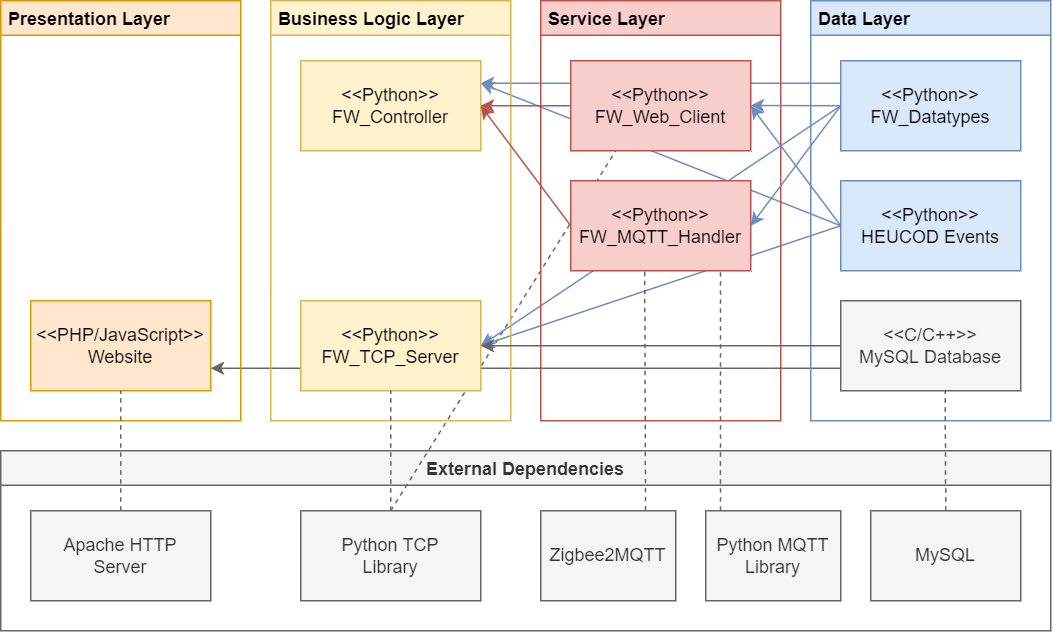 Presentation Layer
Business Logic Layer
Service Layer
Data Layer
<<Python>>
FW_Controller
<<Python>>
FW_Web_Client
<<Python>>
FW_Datatypes
<<Python>>
FW_MQTT_Handler
<<Python>>
HEUCOD Events
<<PHP/JavaScript>>
Website
<<Python>>
FW_TCP_Server
<<C/C++>>
MySQL Database
External Dependencies
Apache HTTP
Server
Python TCP
Library
Zigbee2MQTT
Python MQTT
Library
MySQL